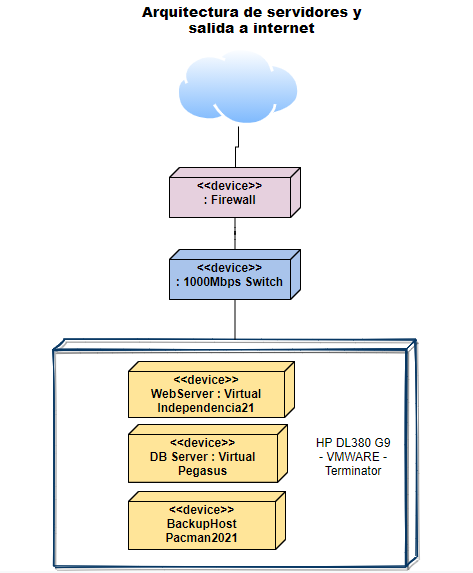 Arquitectura de servidores y
salida a internet
<<device>>
: Firewall
<<device>>
: 1000Mbps Switch
<<device>>
WebServer : Virtual
Independencia21
<<device>>
DB Server : Virtual
Pegasus
<<device>>
BackupHost
Pacman2021
HP DL380 G9
- VMWARE -
Terminator